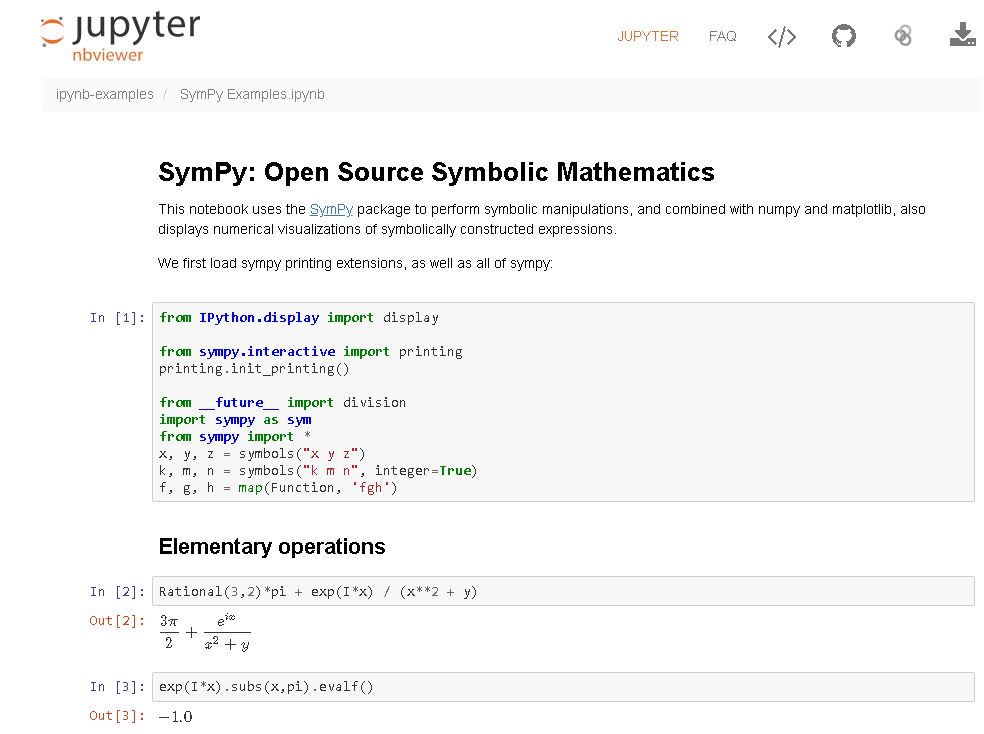 jupyter
nbviewer
JUPYTER FAQ </>
ipynb-examples / SymPy Examples.ipynb
SymPy: Open Source Symbolic Mathematics
This notebook uses the SymPy package to perform symbolic manipulations, and combined with numpy and matplotlib, also
displays numerical visualizations of symbolically constructed expressions.
We first load sympy printing extensions, as well as all of sympy:
In [1]: from IPython.display import display
from sympy.interactive import printing
printing.init_printing()
from __future__ import division
import sympy as sym
from sympy import *
x, y, z = symbols("x y z")
k, m, n = symbols("k m n", integer=True)
f, g, h = map(Function, 'fgh')
Elementary operations
In [2]: Rational(3,2)*pi + exp(I*x) / (x**2 + y)
Out[2]: 3π/2 + e^{ix}/(x^2 + y)
In [3]: exp(I*x).subs(x,pi).evalf()
Out[3]: −1.0